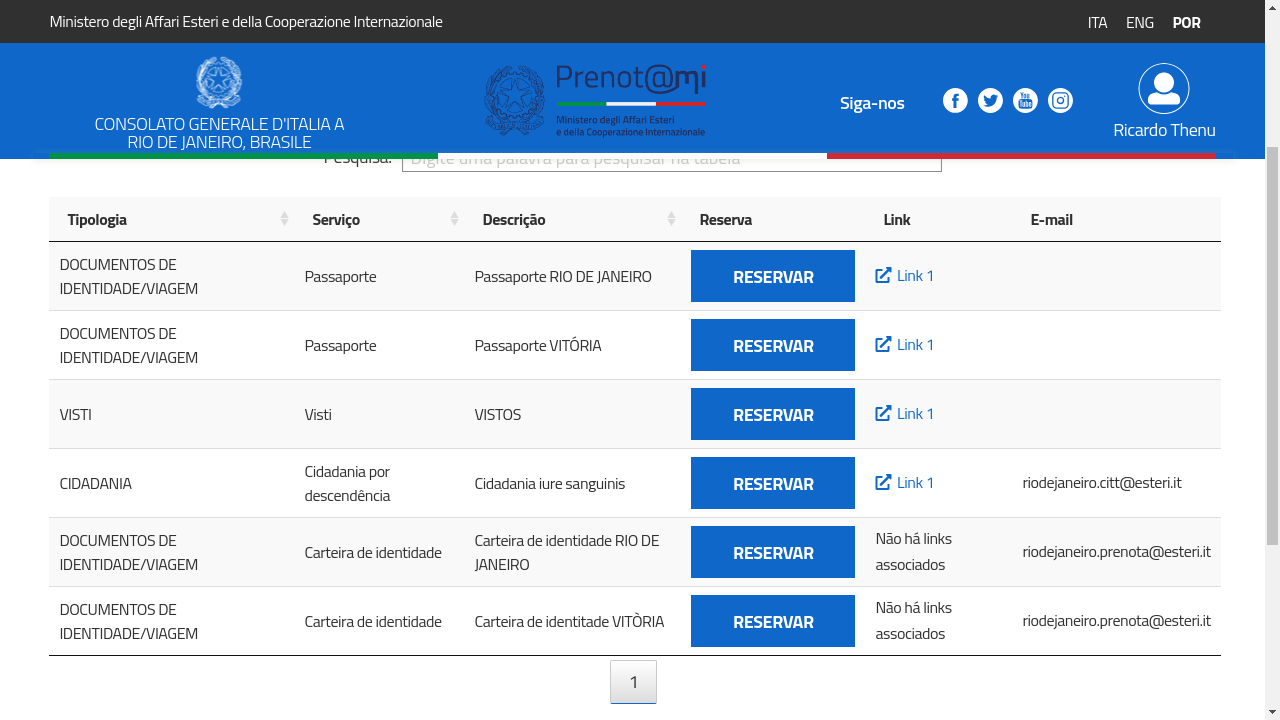 Ministero degli Affari Esteri e della Cooperazione Internazionale
ITA ENG POR
CONSOLATO GENERALE D'ITALIA A
RIO DE JANEIRO, BRASILE
Prenot@mi
Ministero degli Affari Esteri
e della Cooperazione Internazionale
Siga-nos
You Tube
Ricardo Thenu
Pesquisa: Digite uma palavra para pesquisar na tabela
Tipologia Serviço Descrição Reserva Link E-mail
DOCUMENTOS DE
IDENTIDADE/VIAGEM
Passaporte
Passaporte RIO DE JANEIRO
RESERVAR
Link 1
DOCUMENTOS DE
IDENTIDADE/VIAGEM
Passaporte
Passaporte VITÓRIA
RESERVAR
Link 1
VISTI
Visti
VISTOS
RESERVAR
Link 1
CIDADANIA
Cidadania por
descendência
Cidadania iure sanguinis
RESERVAR
Link 1
riodejaneiro.citt@esteri.it
DOCUMENTOS DE
IDENTIDADE/VIAGEM
Carteira de identidade
Carteira de identidade RIO DE
JANEIRO
RESERVAR
Não há links
associados
riodejaneiro.prenota@esteri.it
DOCUMENTOS DE
IDENTIDADE/VIAGEM
Carteira de identidade
Carteira de identitade VITÒRIA
RESERVAR
Não há links
associados
riodejaneiro.prenota@esteri.it
1